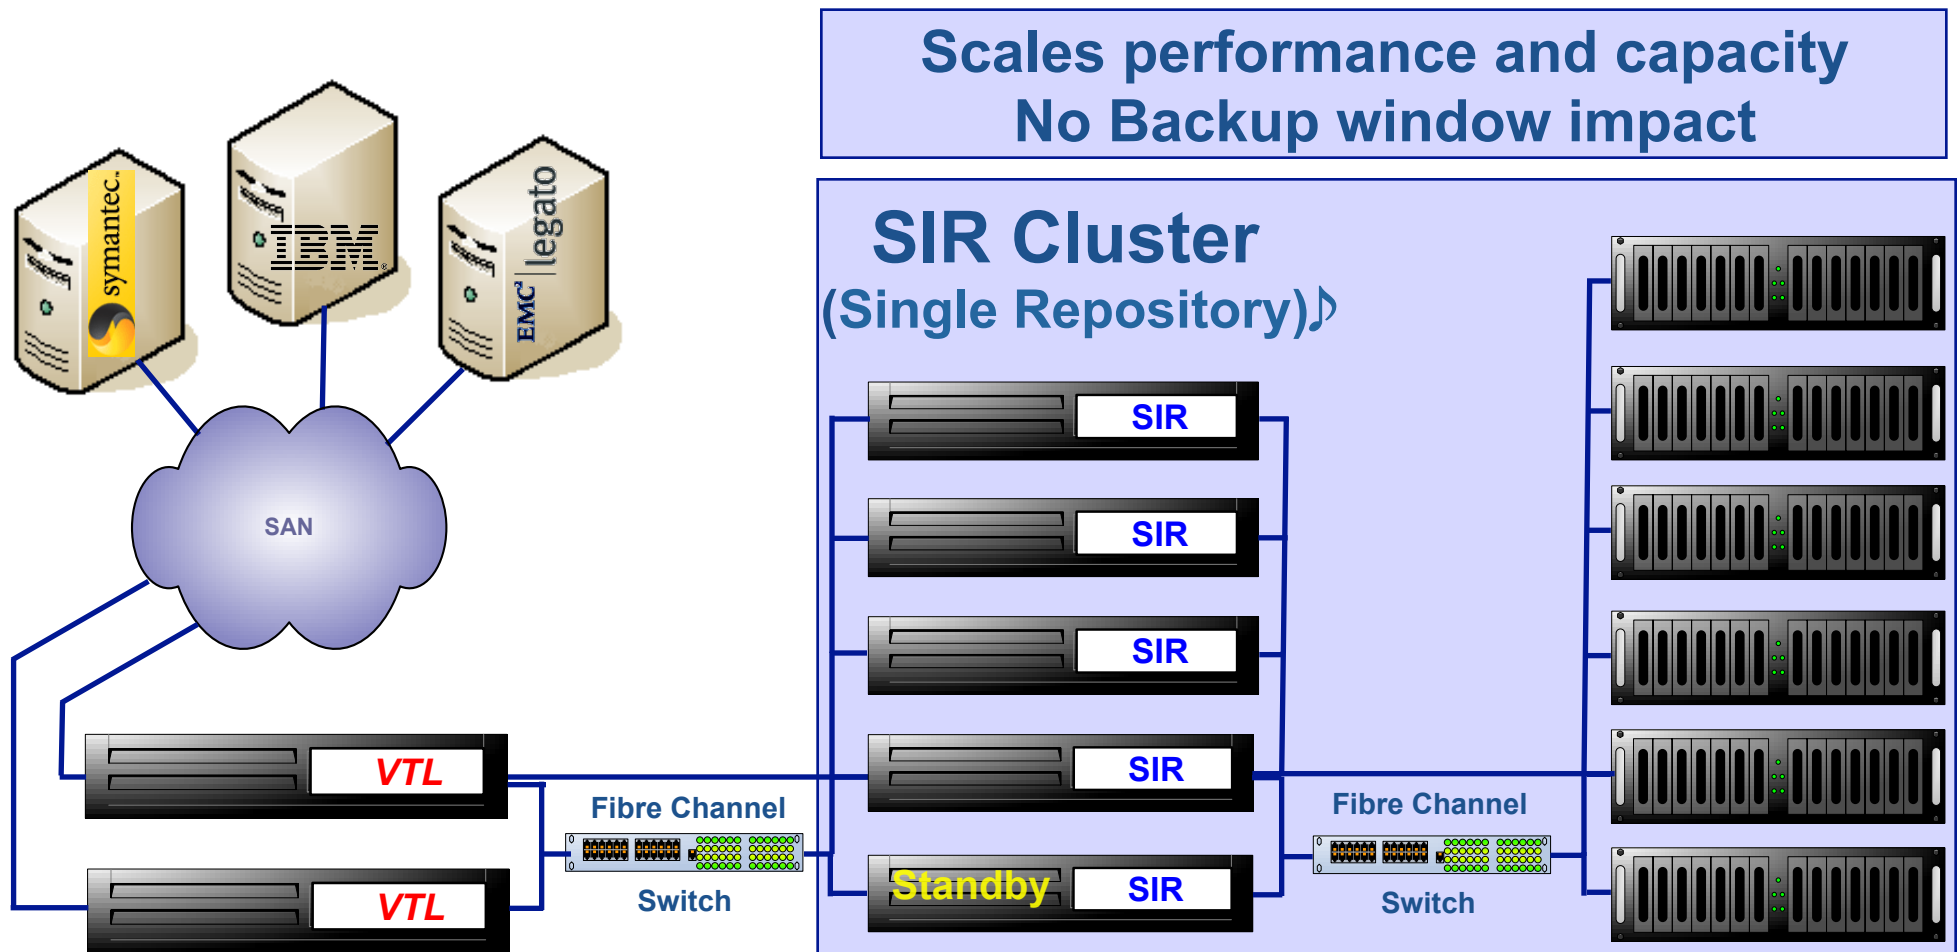 Scales performance and capacity
No Backup window impact
symantec.
IBM®
EMC² legato
SIR Cluster
(Single Repository)♪
SAN
SIR
SIR
SIR
SIR
Standby SIR
VTL
VTL
Fibre Channel
Switch
Fibre Channel
Switch